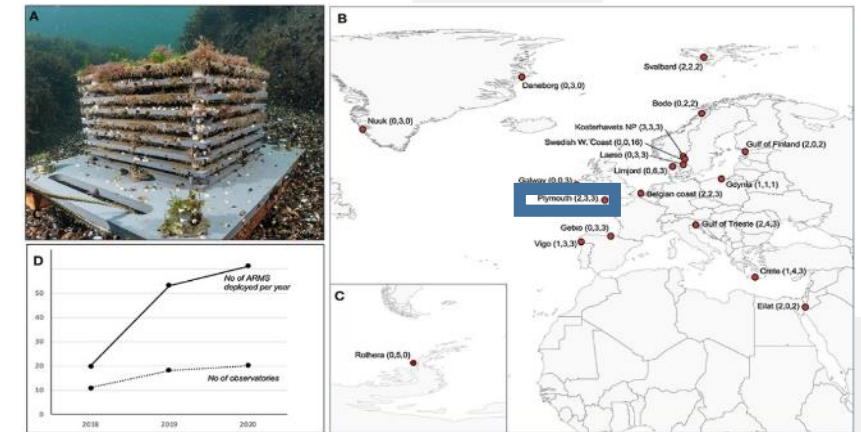 A
B
Svalbard (2,2,2)
Daneborg (0,3,0)
Bodo (0,2,2)
Nuuk (0,3,0)
Kosterhavets NP (3,3,3)
Swedish W. Coast (0,0,16)
Gulf of Finland (2,0,2)
Laeso (0,3,3)
Limjord (0,6,3)
Galway (0,0,3)
Gdynia (1,1,1)
Plymouth (2,3,3)
Belgian coast (2,2,3)
Getxo (0,3,3)
Gulf of Trieste (2,4,3)
Vigo (1,3,3)
Crete (1,4,3)
Eilat (2,0,2)
C
Rothera (0,5,0)
D
No of ARMS
deployed per year
50
40
30
20
10
0
No of observatories
2018
2019
2020